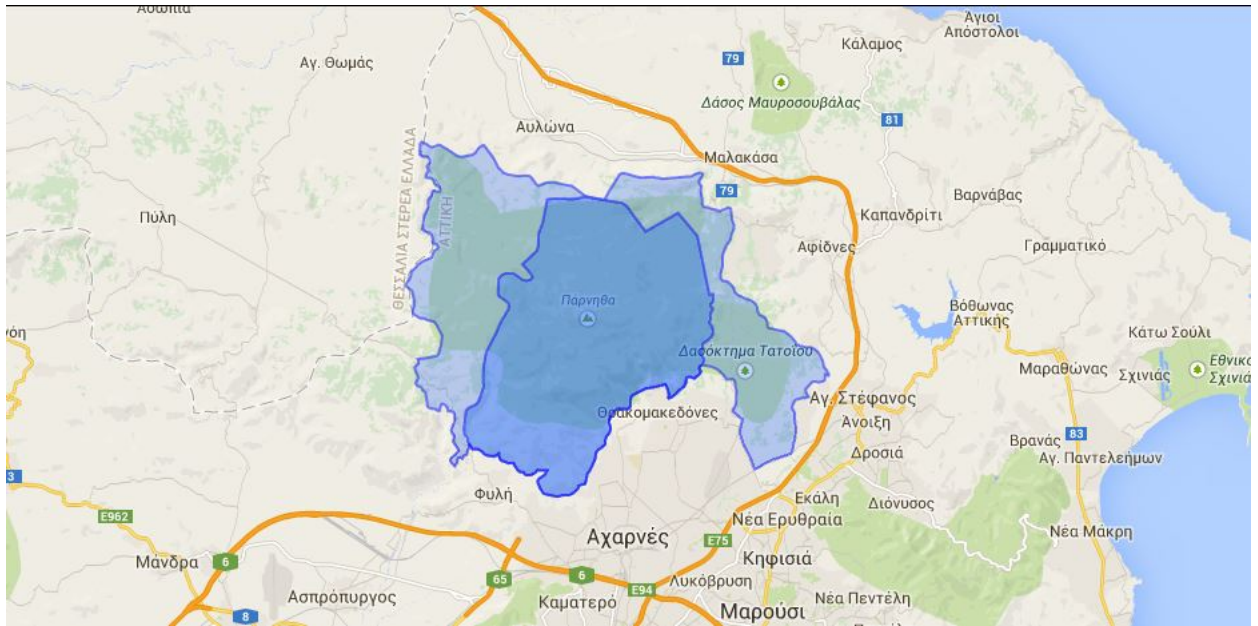 Ασωπία
Άγιοι
Απόστολοι
Κάλαμος
79
Αγ. Θωμάς
Δάσος Μαυροσουβάλας
81
Αυλώνα
Μαλακάσα
79
ΘΕΣΣΑΛΙΑ ΣΤΕΡΕΑ ΕΛΛΑΔΑ
ΑΤΤΙΚΗ
Βαρνάβας
Καπανδρίτι
Πύλη
Αφίδνες
Γραμματικό
Πάρνηθα
Βόθωνας
Αττικής
Κάτω Σούλι
Δασόκτημα Τατοΐου
Μαραθώνας
Σχινιάς
Εθνικό
Σχινιά
Θρακομακεδόνες
Αγ. Στέφανος
Άνοιξη
Βρανάς
83
Δροσιά
Αγ. Παντελεήμων
3
Φυλή
Εκάλη
Διόνυσος
E962
Νέα Ερυθραία
Αχαρνές
E75
Νέα Μάκρη
Κηφισιά
Μάνδρα
6
65
6
E94
Λυκόβρυση
Ασπρόπυργος
Καματερό
Νέα Πεντέλη
Μαρούσι
8